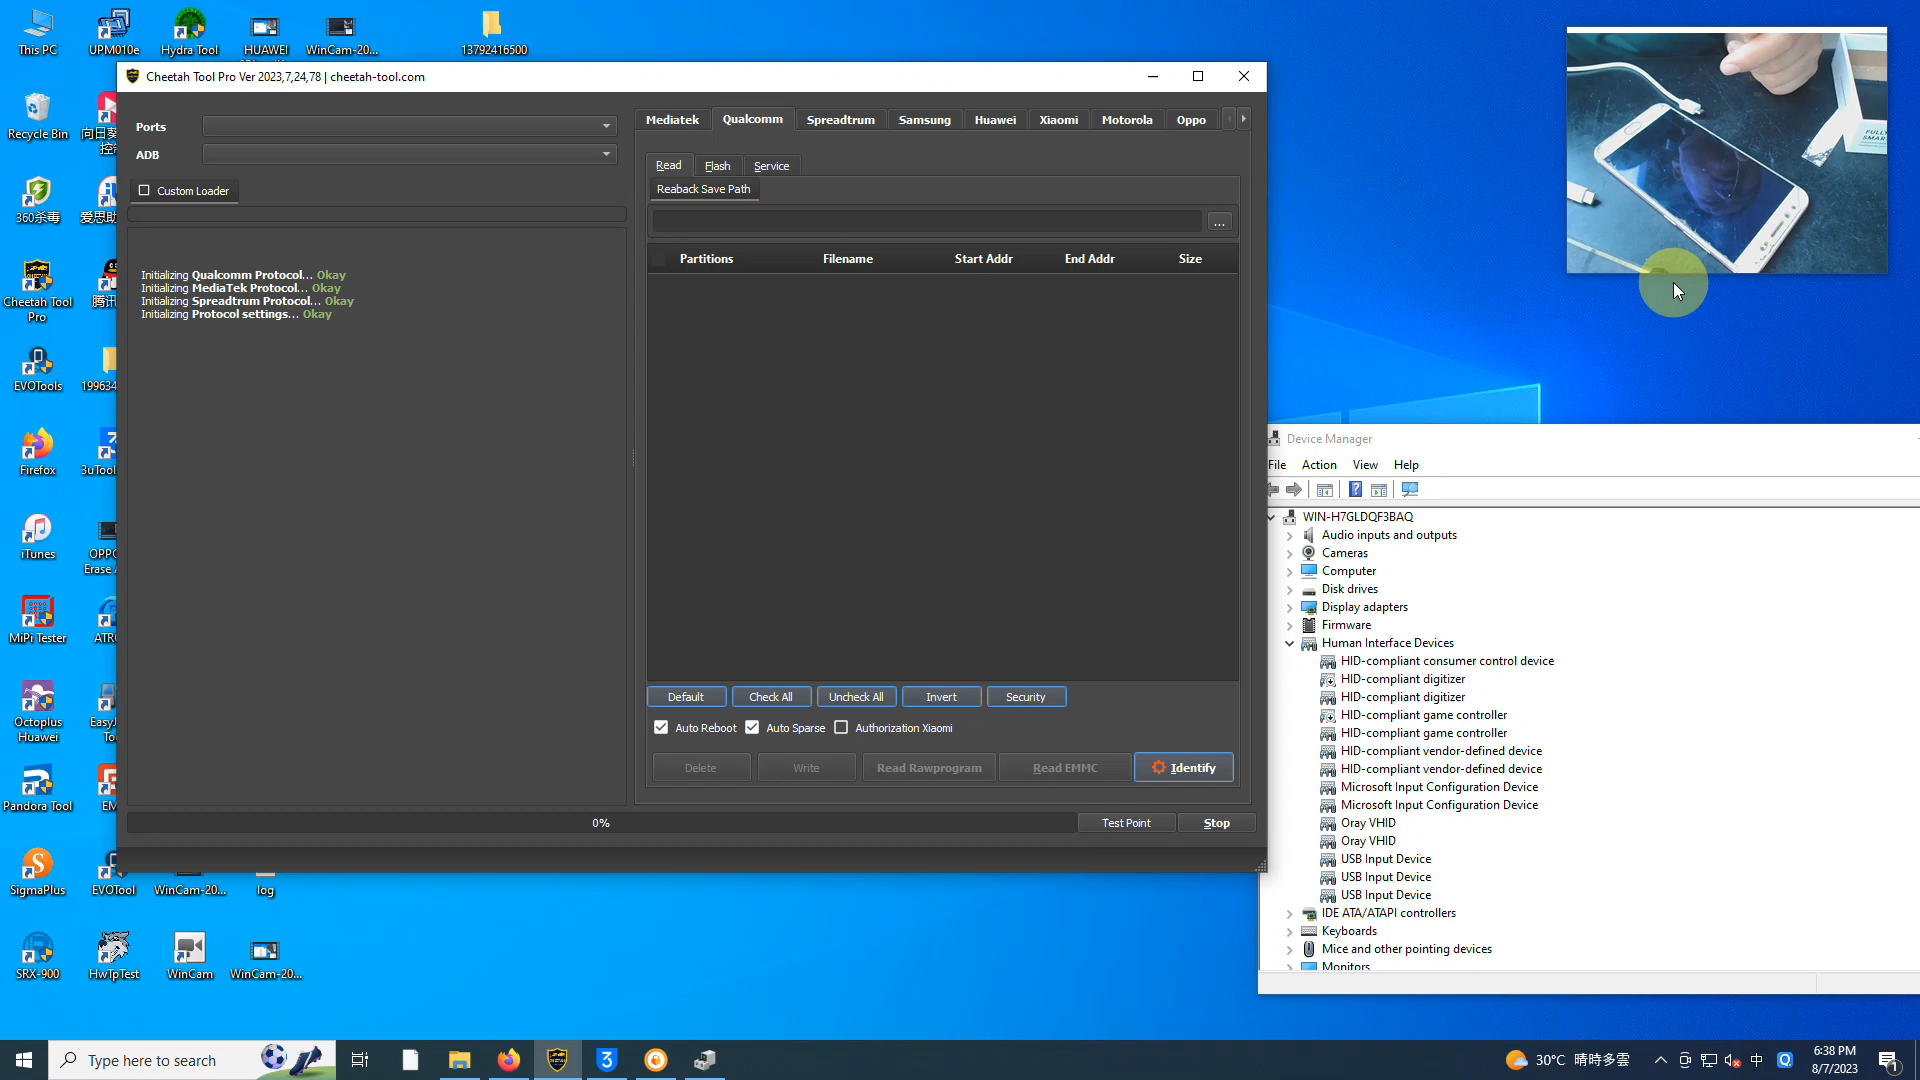 This PC
UPM010e
Hydra Tool
HUAWEI
WinCam-20...
13792416500
Recycle Bin
360杀毒
Cheetah Tool
Pro
EVOTools
199634
Firefox
3uTool
iTunes
OPPO
Erase
MiPi Tester
ATRO
Octoplus
Huawei
EasyJ
To
Pandora Tool
EM
SigmaPlus
EVOTool
WinCam-20...
log
SRX-900
HwTpTest
WinCam
WinCam-20...
Cheetah Tool Pro Ver 2023,7,24,78 | cheetah-tool.com
Ports
ADB
Custom Loader
Initializing Qualcomm Protocol... Okay
Initializing MediaTek Protocol... Okay
Initializing Spreadtrum Protocol... Okay
Initializing Protocol settings... Okay
Mediatek Qualcomm Spreadtrum Samsung Huawei Xiaomi Motorola Oppo
Read Flash Service
Reaback Save Path
...
Partitions Filename Start Addr End Addr Size
Default Check All Uncheck All Invert Security
Auto Reboot Auto Sparse Authorization Xiaomi
Delete Write Read Rawprogram Read EMMC Identify
0%
Test Point Stop
FULLY
SMAR
Device Manager
File Action View Help
WIN-H7GLDQF3BAQ
Audio inputs and outputs
Cameras
Computer
Disk drives
Display adapters
Firmware
Human Interface Devices
HID-compliant consumer control device
HID-compliant digitizer
HID-compliant digitizer
HID-compliant game controller
HID-compliant game controller
HID-compliant vendor-defined device
HID-compliant vendor-defined device
Microsoft Input Configuration Device
Microsoft Input Configuration Device
Oray VHID
Oray VHID
USB Input Device
USB Input Device
USB Input Device
IDE ATA/ATAPI controllers
Keyboards
Mice and other pointing devices
Monitors
Type here to search
30°C 晴時多雲
中
6:38 PM
8/7/2023
1